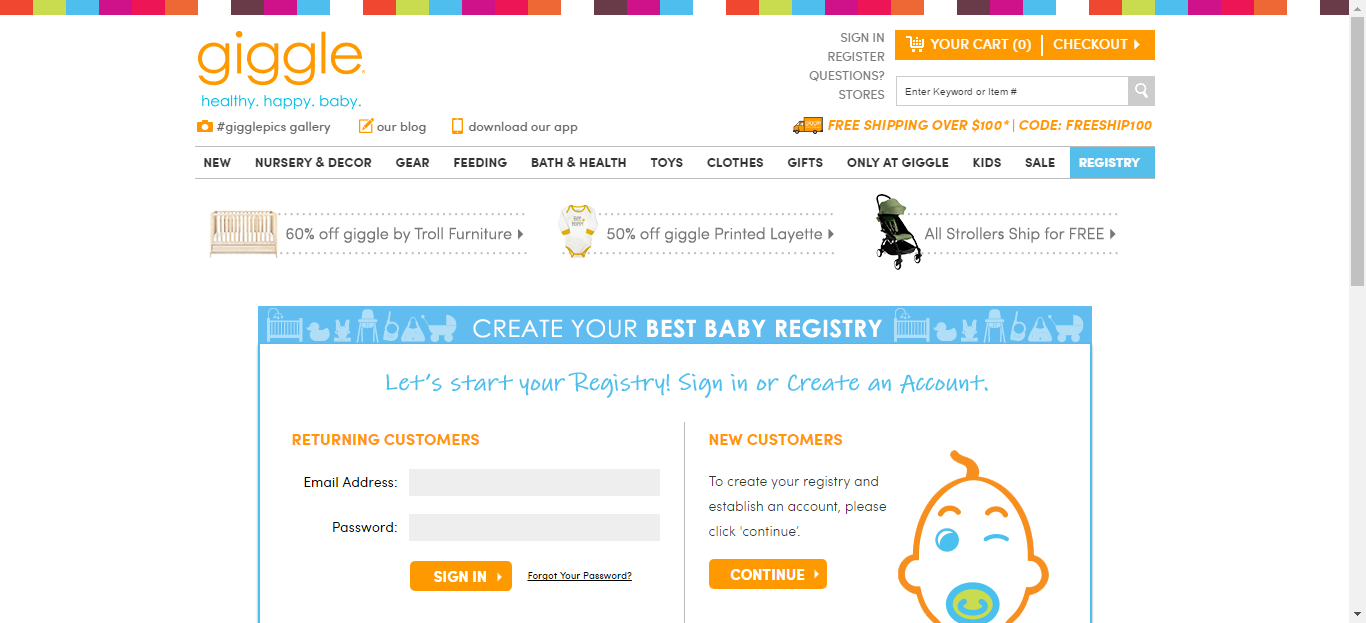 giggle
healthy. happy. baby.
SIGN IN
REGISTER
QUESTIONS?
STORES
YOUR CART (0) CHECKOUT
Enter Keyword or Item #
#gigglepics gallery our blog download our app
FREE SHIPPING OVER $100* | CODE: FREESHIP100
NEW NURSERY & DECOR GEAR FEEDING BATH & HEALTH TOYS CLOTHES GIFTS ONLY AT GIGGLE KIDS SALE REGISTRY
60% off giggle by Troll Furniture 50% off giggle Printed Layette All Strollers Ship for FREE
CREATE YOUR BEST BABY REGISTRY
Let's start your Registry! Sign in or Create an Account.
RETURNING CUSTOMERS
Email Address:
Password:
SIGN IN Forgot Your Password?
NEW CUSTOMERS
To create your registry and
establish an account, please
click 'continue'.
CONTINUE